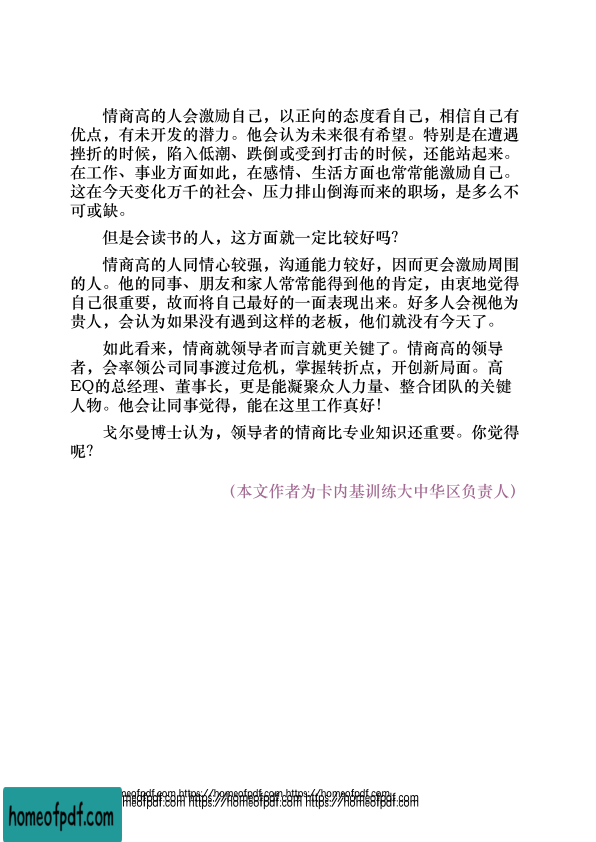 情商高的人会激励自己，以正向的态度看自己，相信自己有
优点，有未开发的潜力。他会认为未来很有希望。特别是在遭遇
挫折的时候，陷入低潮、跌倒或受到打击的时候，还能站起来。
在工作、事业方面如此，在感情、生活方面也常常能激励自己。
这在今天变化万千的社会、压力排山倒海而来的职场，是多么不
可或缺。
但是会读书的人，这方面就一定比较好吗？
情商高的人同情心较强，沟通能力较好，因而更会激励周围
的人。他的同事、朋友和家人常常能得到他的肯定，由衷地觉得
自己很重要，故而将自己最好的一面表现出来。好多人会视他为
贵人，会认为如果没有遇到这样的老板，他们就没有今天了。
如此看来，情商就领导者而言就更关键了。情商高的领导
者，会率领公司同事渡过危机，掌握转折点，开创新局面。高
EQ的总经理、董事长，更是能凝聚众人力量、整合团队的关键
人物。他会让同事觉得，能在这里工作真好！
戈尔曼博士认为，领导者的情商比专业知识还重要。你觉得
呢？
（本文作者为卡内基训练大中华区负责人）
homeofpdf.com https://homeofpdf.com https://homeofpdf.com
homeofpdf.com https://homeofpdf.com https://homeofpdf.com
homeofpdf.com